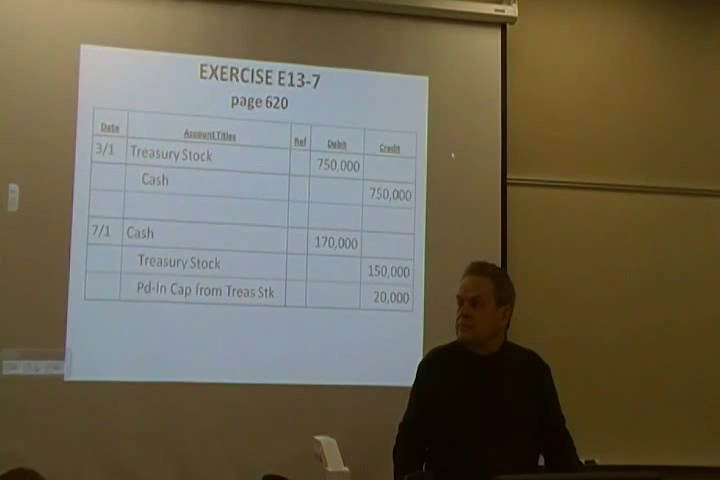 EXERCISE E13-7
page 620
Date Account Titles Ref Debit Credit
3/1 Treasury Stock 750,000
Cash 750,000
7/1 Cash 170,000
Treasury Stock 150,000
Pd-In Cap from Treas Stk 20,000